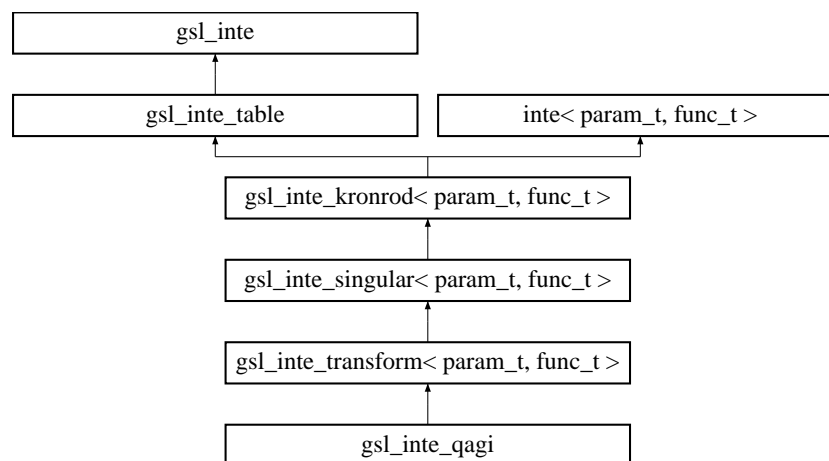 gsl_inte
gsl_inte_table
inte< param_t, func_t >
gsl_inte_kronrod< param_t, func_t >
gsl_inte_singular< param_t, func_t >
gsl_inte_transform< param_t, func_t >
gsl_inte_qagi